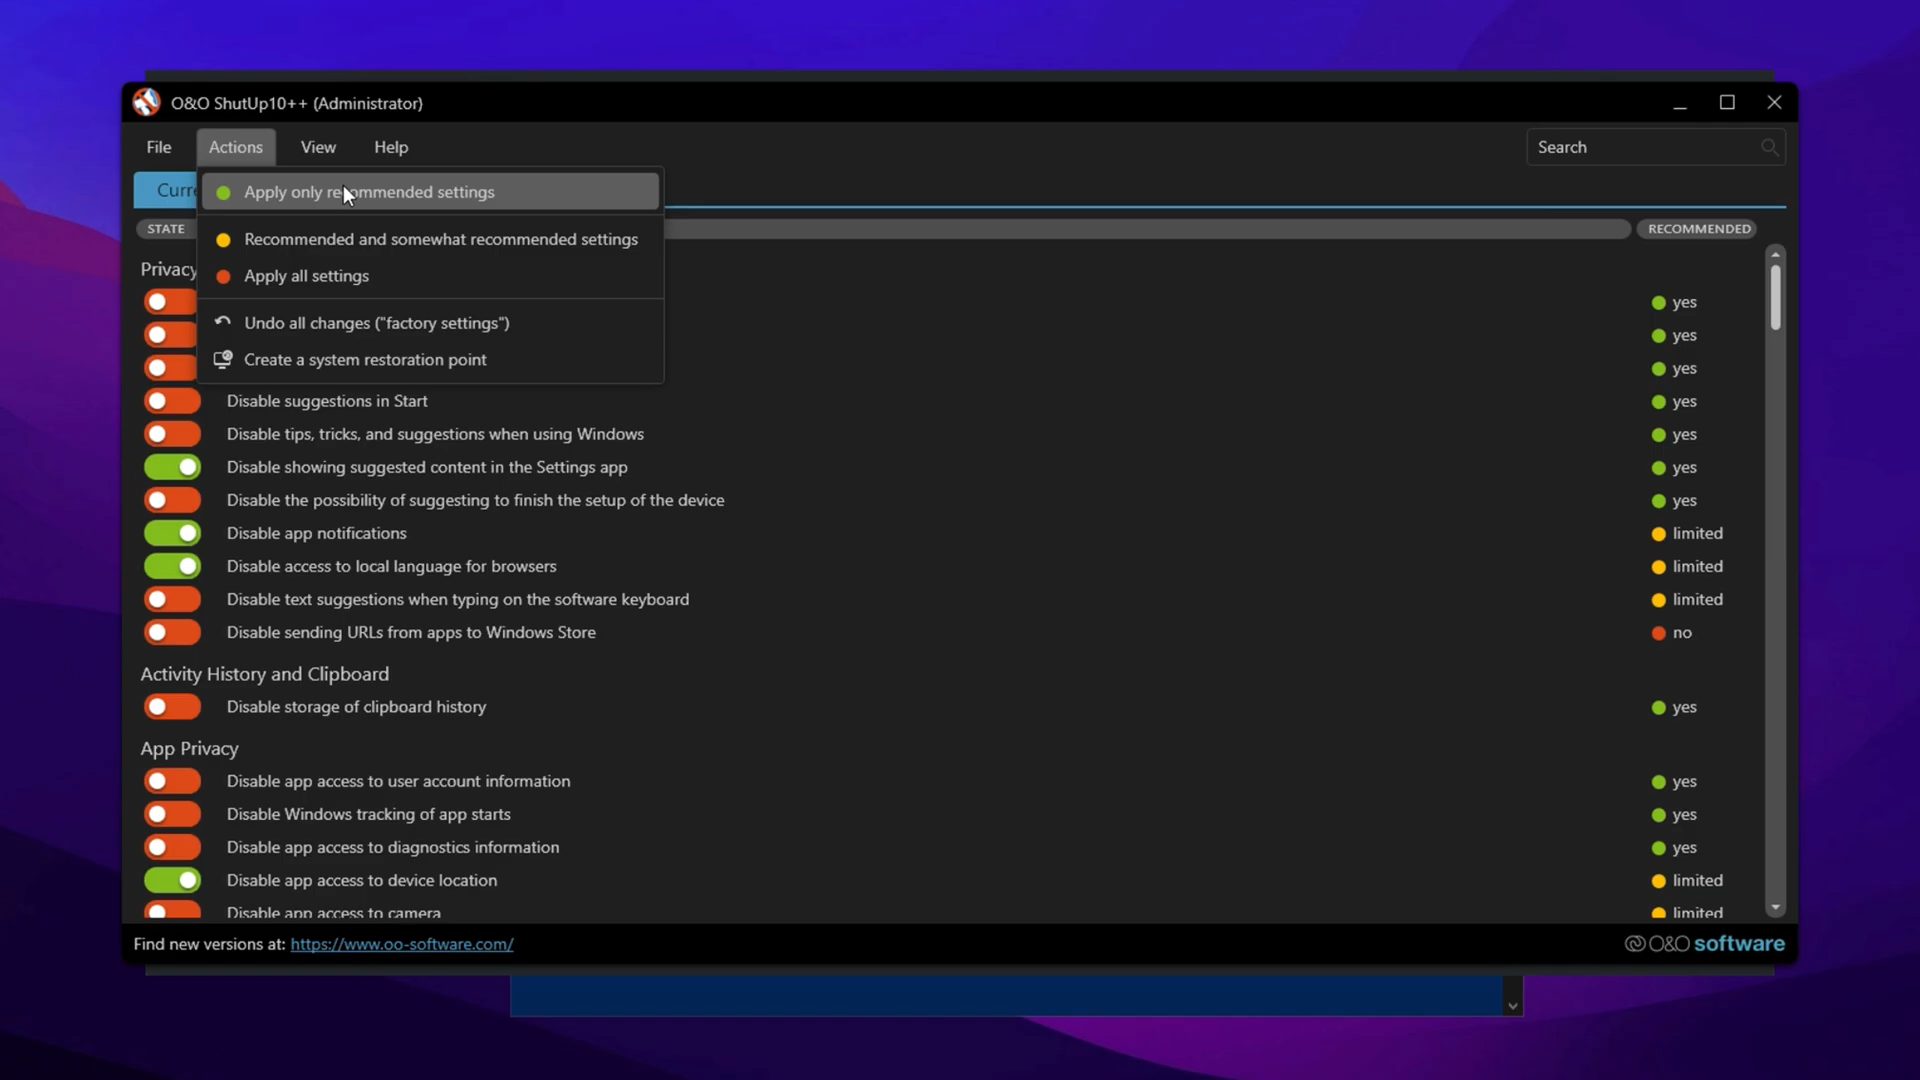 O&O ShutUp10++ (Administrator)
File Actions View Help
Search
Curre
Apply only recommended settings
STATE
Recommended and somewhat recommended settings
RECOMMENDED
Privacy
Apply all settings
yes
Undo all changes ("factory settings")
yes
Create a system restoration point
yes
Disable suggestions in Start yes
Disable tips, tricks, and suggestions when using Windows yes
Disable showing suggested content in the Settings app yes
Disable the possibility of suggesting to finish the setup of the device yes
Disable app notifications limited
Disable access to local language for browsers limited
Disable text suggestions when typing on the software keyboard limited
Disable sending URLs from apps to Windows Store no
Activity History and Clipboard
Disable storage of clipboard history yes
App Privacy
Disable app access to user account information yes
Disable Windows tracking of app starts yes
Disable app access to diagnostics information yes
Disable app access to device location limited
Disable app access to camera limited
Find new versions at: https://www.oo-software.com/
O&O software